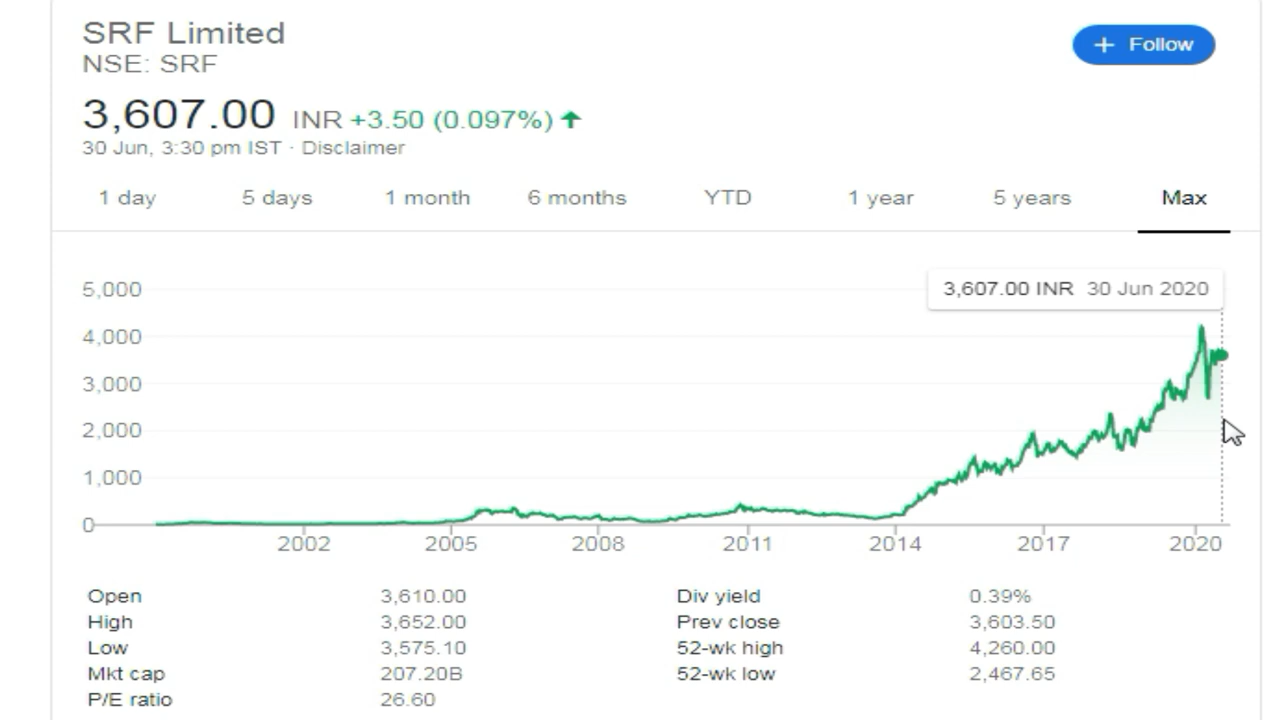 SRF Limited
+ Follow
NSE: SRF
3,607.00 INR +3.50 (0.097%) ↑
30 Jun, 3:30 pm IST · Disclaimer
1 day 5 days 1 month 6 months YTD 1 year 5 years Max
3,607.00 INR 30 Jun 2020
5,000
4,000
3,000
2,000
1,000
0
2002 2005 2008 2011 2014 2017 2020
Open 3,610.00 Div yield 0.39%
High 3,652.00 Prev close 3,603.50
Low 3,575.10 52-wk high 4,260.00
Mkt cap 207.20B 52-wk low 2,467.65
P/E ratio 26.60